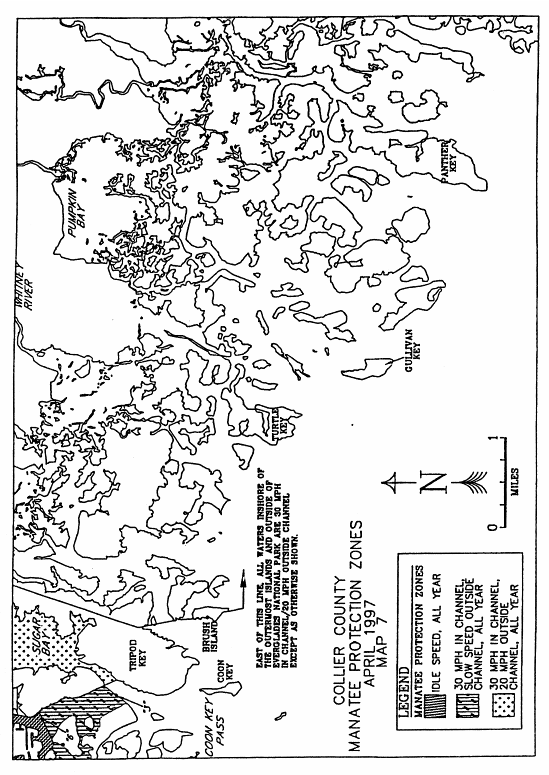 WHITNEY
RIVER
PUMPKIN
BAY
PANTHER
KEY
GULLIVAN
KEY
TURTLE
KEY
SUGAR
BAY
TRIPOD
KEY
BRUSH
ISLAND
COON
KEY
COON KEY
PASS
EAST OF THIS LINE, ALL WATERS INSHORE OF
THE OUTERMOST ISLANDS AND OUTSIDE OF
EVERGLADES NATIONAL PARK ARE 30 MPH
IN CHANNEL/20 MPH OUTSIDE CHANNEL
EXCEPT AS OTHERWISE SHOWN.
COLLIER COUNTY
MANATEE PROTECTION ZONES
APRIL, 1997
MAP 7
N
0 1
MILES
LEGEND
MANATEE PROTECTION ZONES
IDLE SPEED, ALL YEAR
30 MPH IN CHANNEL,
SLOW SPEED OUTSIDE
CHANNEL, ALL YEAR
30 MPH IN CHANNEL,
20 MPH OUTSIDE
CHANNEL, ALL YEAR